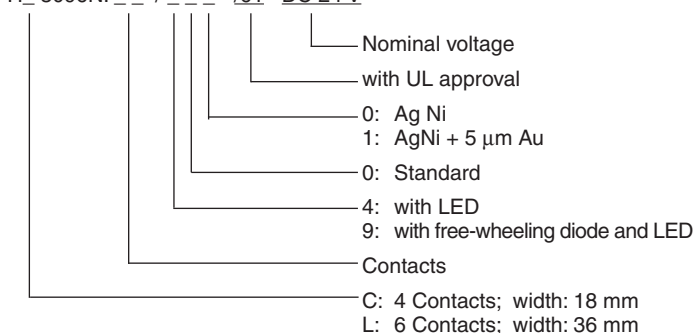 Nominal voltage
with UL approval
0: Ag Ni
1: AgNi + 5 µm Au
0: Standard
4: with LED
9: with free-wheeling diode and LED
Contacts
C: 4 Contacts; width: 18 mm
L: 6 Contacts; width: 36 mm